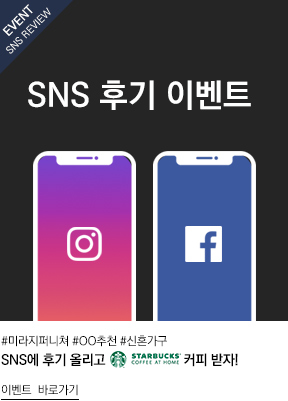 EVENT
SNS REVIEW
SNS 후기 이벤트
#미라지퍼니쳐 #OO추천 #신혼가구
SNS에 후기 올리고 STARBUCKS COFFEE AT HOME 커피 받자!
이벤트 바로가기